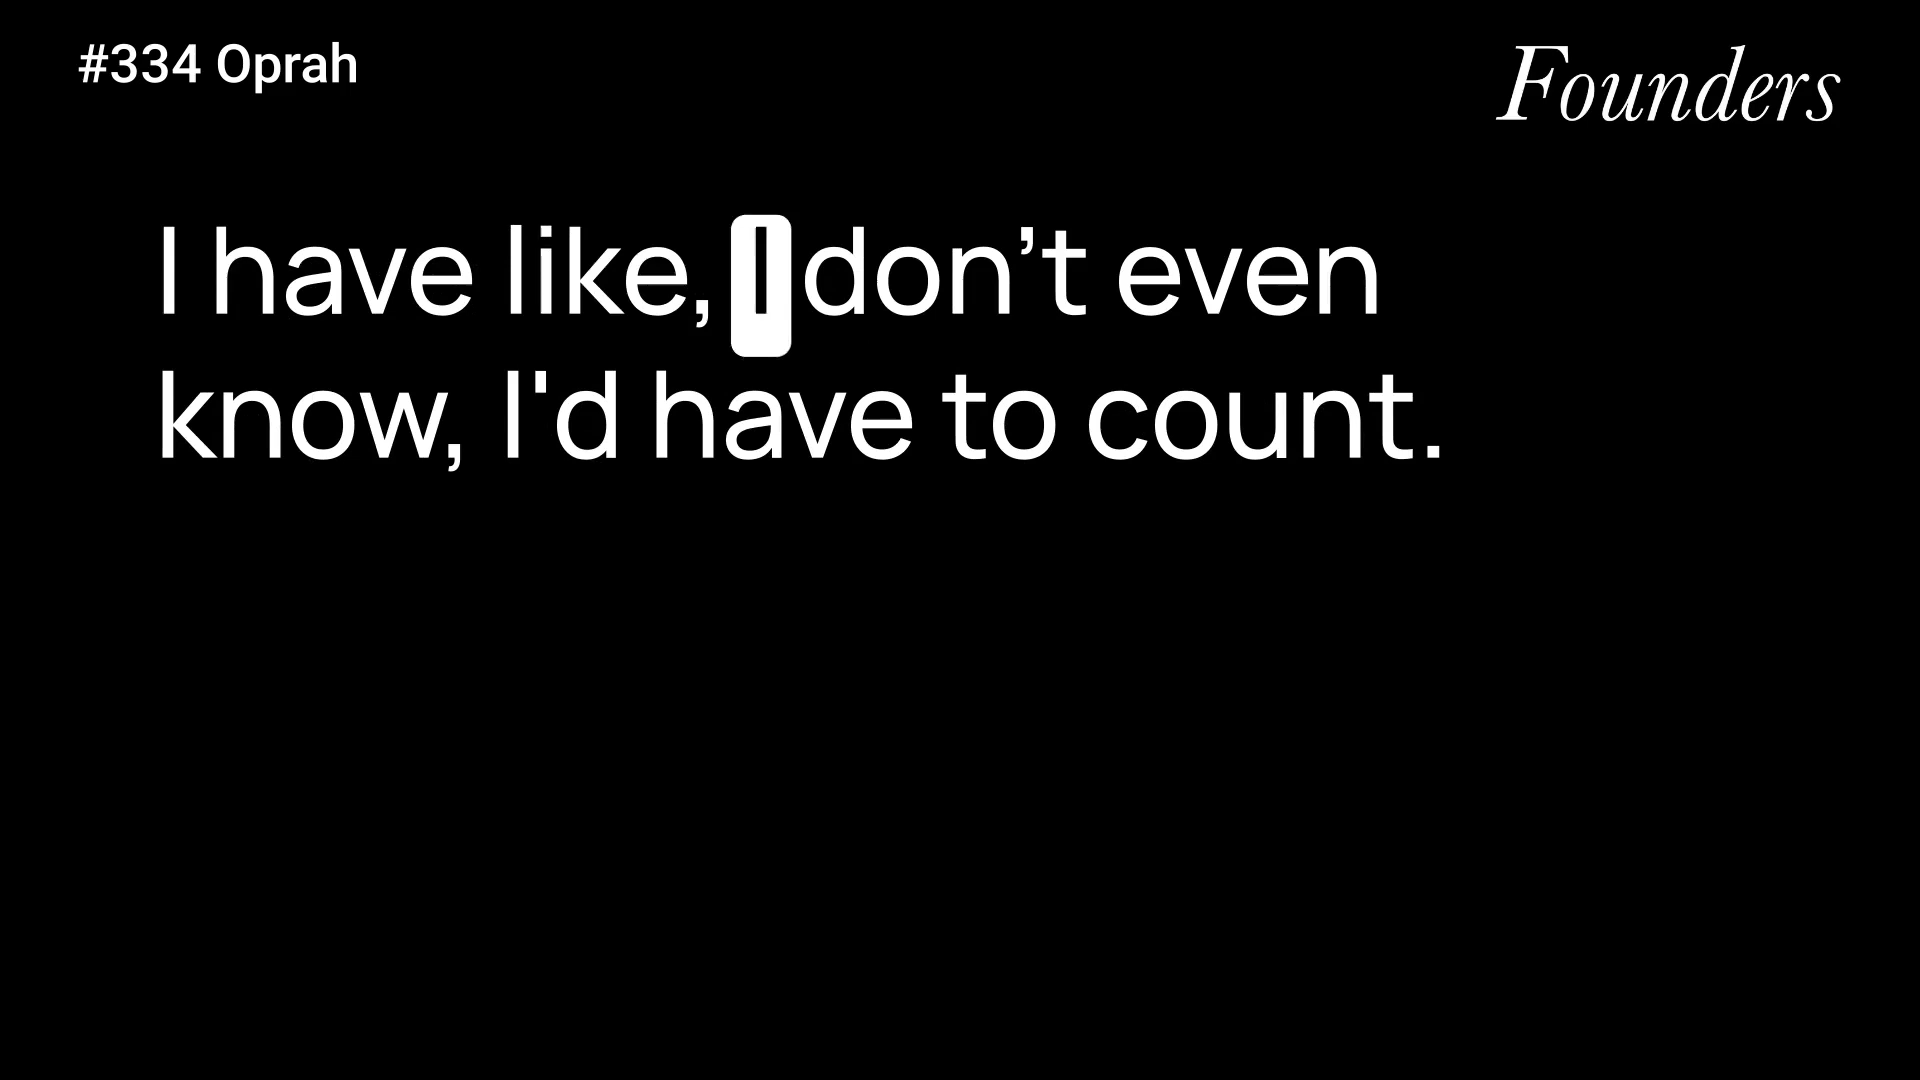 #334 Oprah
Founders
I have like, I don’t even
know, I'd have to count.